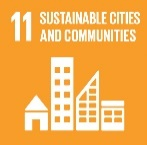 11 SUSTAINABLE CITIES
AND COMMUNITIES